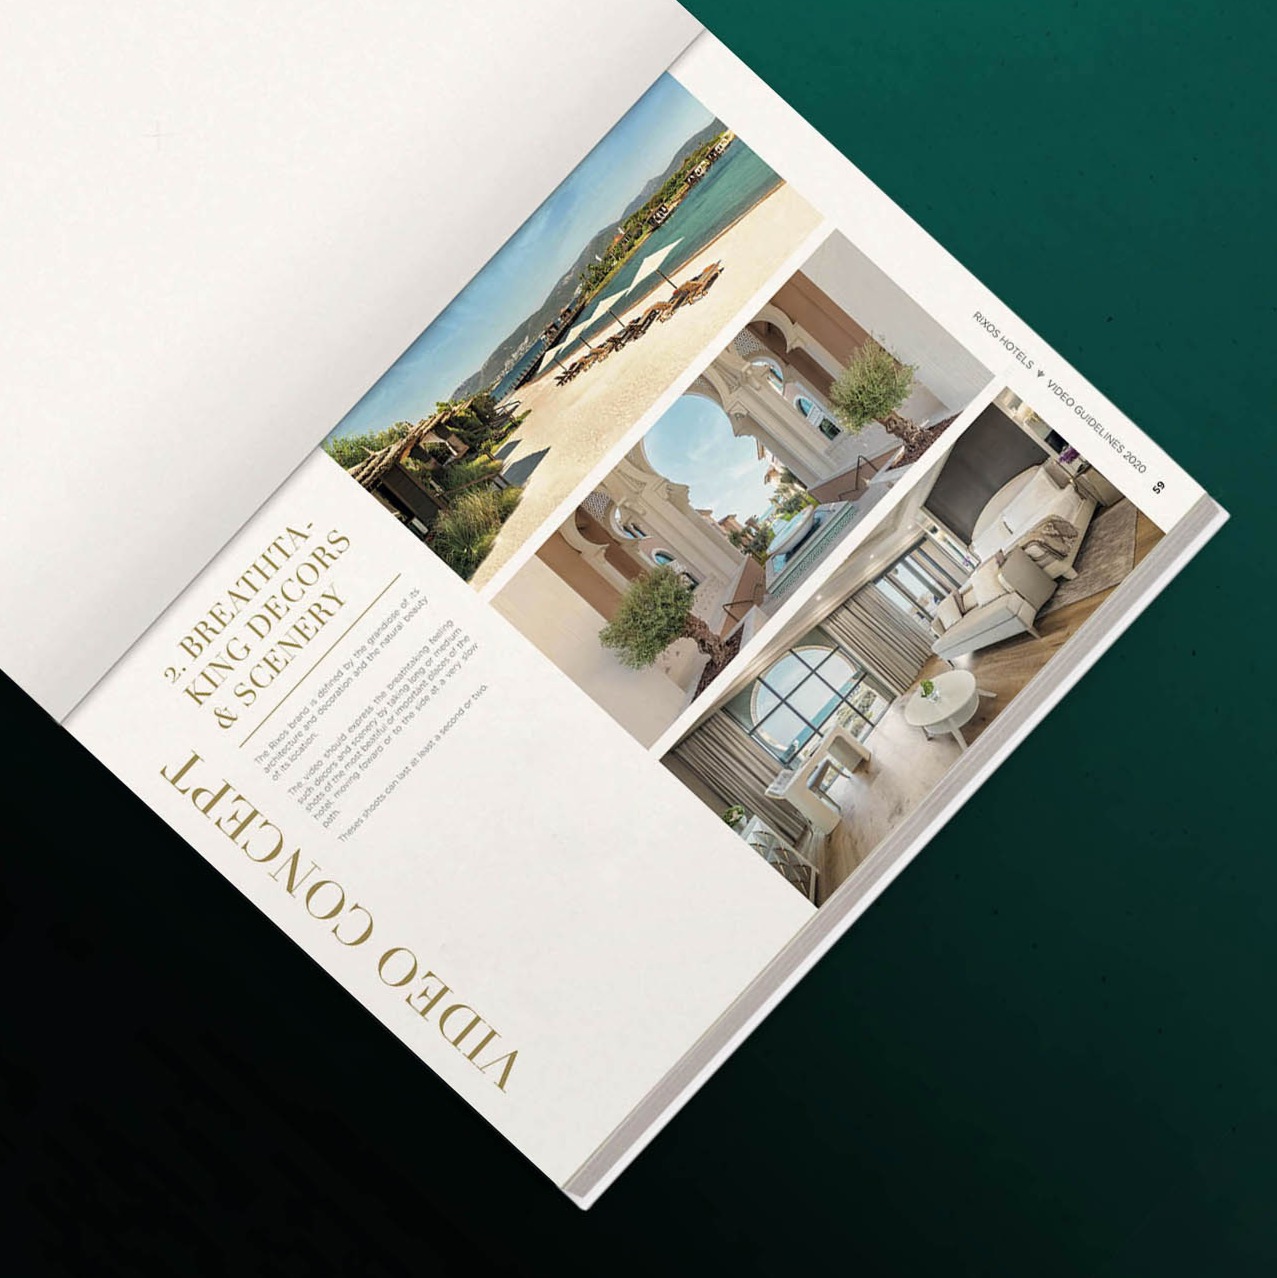 VIDEO CONCEPT
2. BREATHTA-
KING DECORS
& SCENERY
The Rixos brand is defined by the grandiose of its
architecture and decoration and the natural beauty
of its location.
The video should express the breathtaking feeling
such decors and scenery by taking long or medium
shots of the most beatiful or important places of the
hotel, moving foward or to the side at a very slow
path.
Theses shoots can last at least a second or two.
RIXOS HOTELS VIDEO GUIDELINES 2020
59